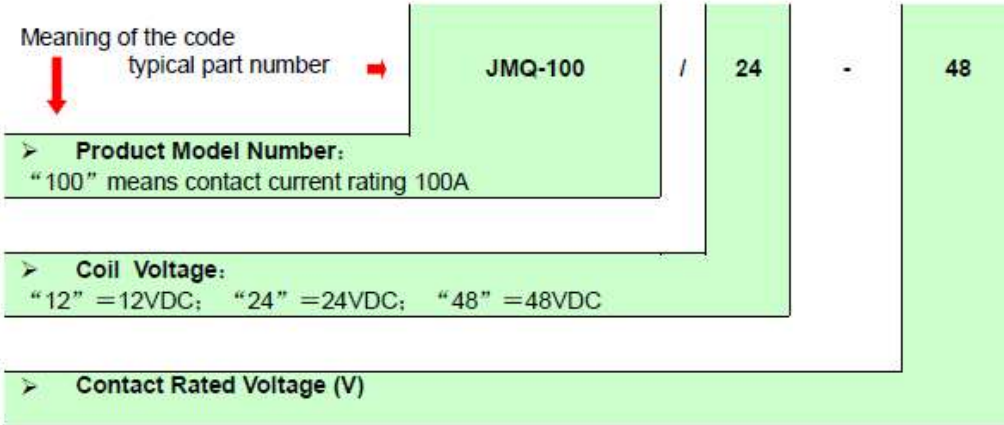 Meaning of the code
typical part number JMQ-100 / 24 - 48
➢ Product Model Number：
“100” means contact current rating 100A
➢ Coil Voltage：
“12”＝12VDC； “24”＝24VDC； “48”＝48VDC
➢ Contact Rated Voltage (V)